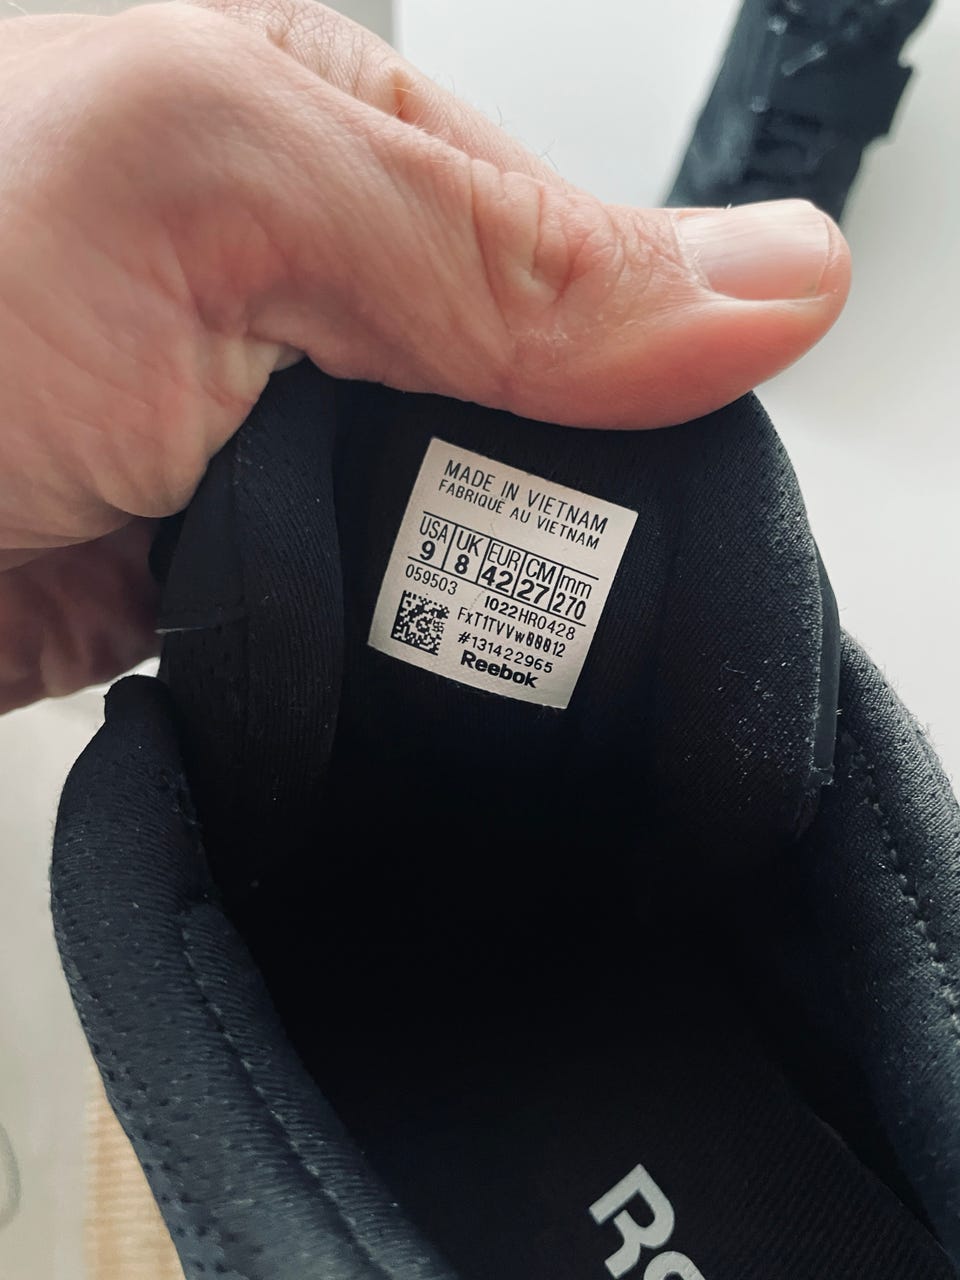 MADE IN VIETNAM
FABRIQUÉ AU VIETNAM
USA UK EUR CM mm
9 8 42 27 270
059503 1022HR0428
FxT1TVVw00012
#131422965
Reebok
Re